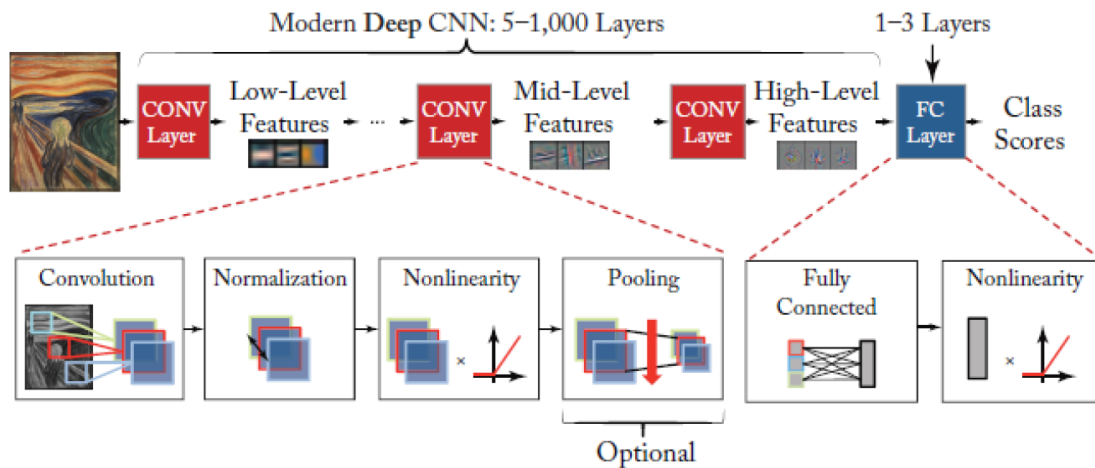 Modern Deep CNN: 5–1,000 Layers
1–3 Layers
CONV
Layer
Low-Level
Features
...
CONV
Layer
Mid-Level
Features
CONV
Layer
High-Level
Features
FC
Layer
Class
Scores
Convolution
Normalization
Nonlinearity
×
Pooling
Optional
Fully
Connected
Nonlinearity
×